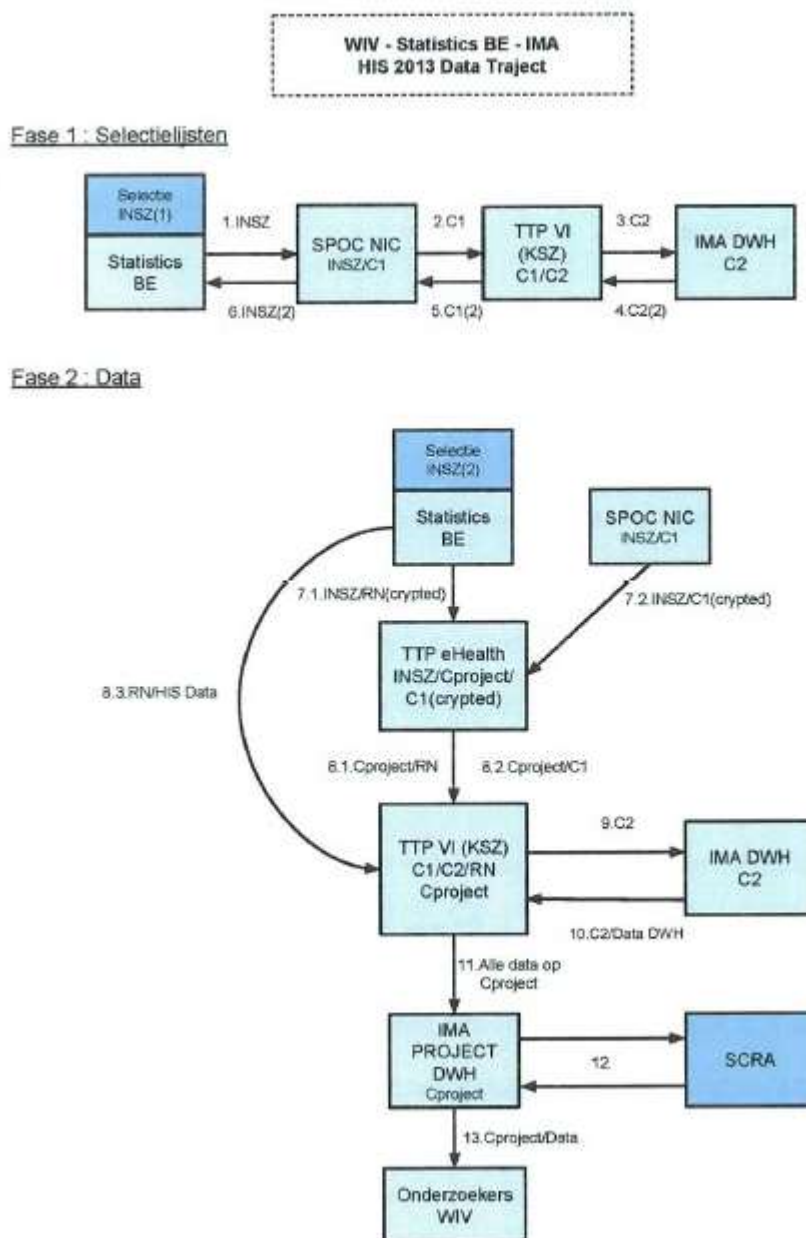 WIV - Statistics BE - IMA
HIS 2013 Data Traject
Fase 1 : Selectielijsten
Selectie
INSZ(1)
Statistics
BE
1.INSZ
6.INSZ(2)
SPOC NIC
INSZ/C1
2.C1
5.C1(2)
TTP VI
(KSZ)
C1/C2
3.C2
4.C2(2)
IMA DWH
C2
Fase 2 : Data
Selectie
INSZ(2)
Statistics
BE
SPOC NIC
INSZ/C1
7.1.INSZ/RN(crypted)
7.2.INSZ/C1(crypted)
TTP eHealth
INSZ/Cproject/
C1(crypted)
8.3.RN/HIS Data
8.1.Cproject/RN
8.2.Cproject/C1
TTP VI (KSZ)
C1/C2/RN
Cproject
9.C2
10.C2/Data DWH
IMA DWH
C2
11.Alle data op
Cproject
IMA
PROJECT
DWH
Cproject
12
SCRA
13.Cproject/Data
Onderzoekers
WIV